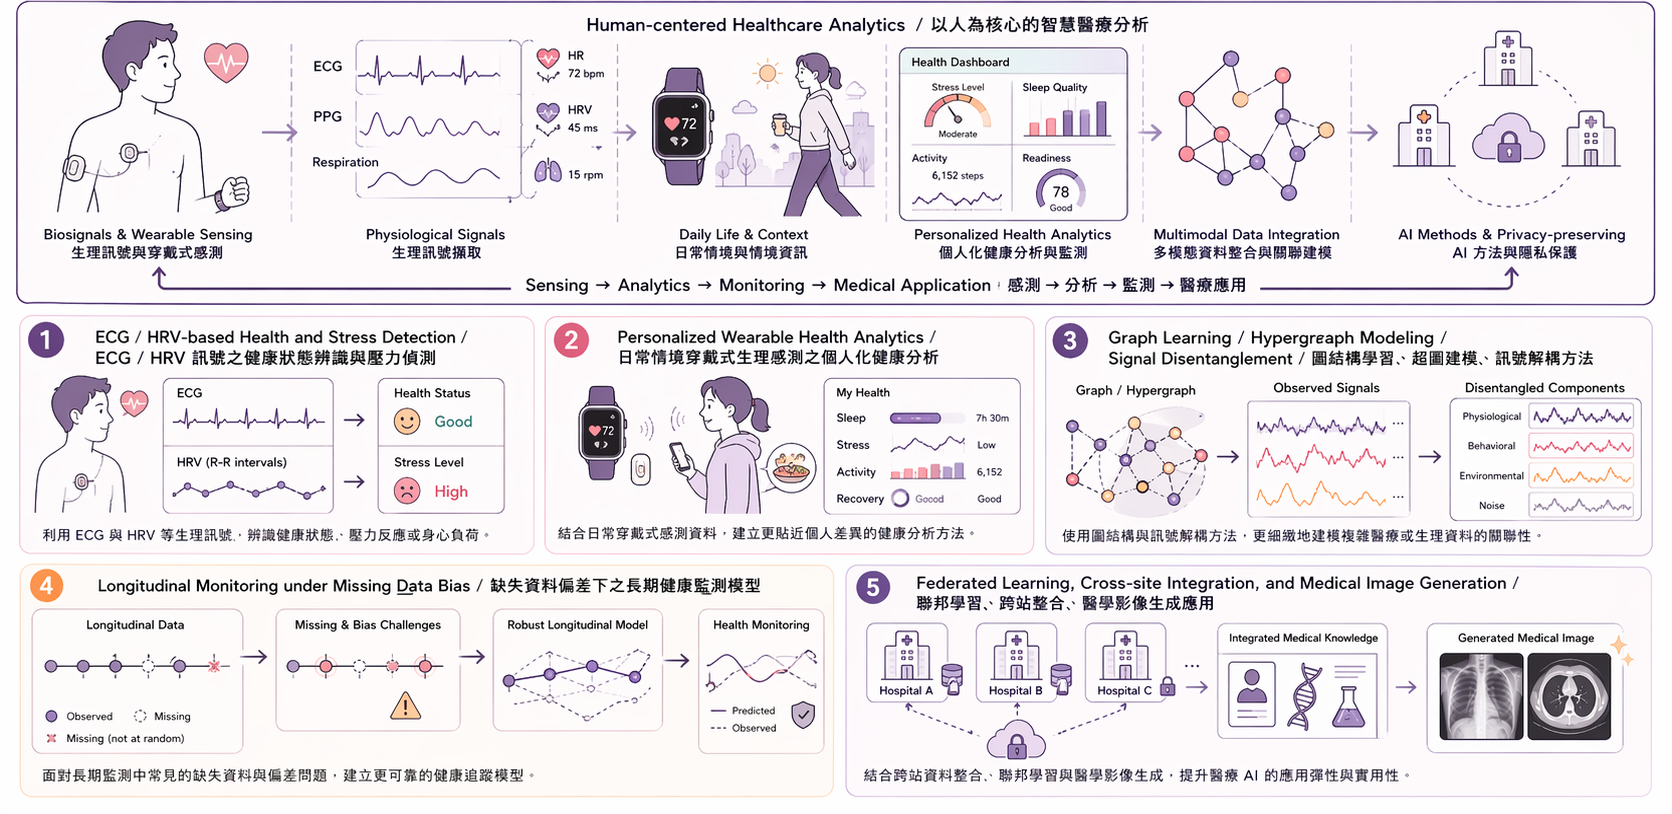 Human-centered Healthcare Analytics / 以人為核心的智慧醫療分析
ECG
PPG
Respiration
HR
72 bpm
HRV
45 ms
15 rpm
72
Health Dashboard
Stress Level
Moderate
Sleep Quality
Activity
6,152 steps
Readiness
78
Good
Biosignals & Wearable Sensing
生理訊號與穿戴式感測
Physiological Signals
生理訊號擷取
Daily Life & Context
日常情境與情境資訊
Personalized Health Analytics
個人化健康分析與監測
Multimodal Data Integration
多模態資料整合與關聯建模
AI Methods & Privacy-preserving
AI 方法與隱私保護
Sensing → Analytics → Monitoring → Medical Application 感測 → 分析 → 監測 → 醫療應用
1
ECG / HRV-based Health and Stress Detection /
ECG / HRV 訊號之健康狀態辨識與壓力偵測
ECG
HRV (R-R intervals)
Health Status
Good
Stress Level
High
利用 ECG 與 HRV 等生理訊號、辨識健康狀態、壓力反應或身心負荷。
2
Personalized Wearable Health Analytics /
日常情境穿戴式生理感測之個人化健康分析
72
My Health
Sleep
7h 30m
Stress
Low
Activity
6,152
Recovery
Gocod
Good
結合日常穿戴式感測資料，建立更貼近個人差異的健康分析方法。
3
Graph Learning / Hypergreaph Modeling /
Signal Disentanglement / 圖結構學習、超圖建模、訊號解耦方法
Graph / Hypergraph
Observed Signals
...
...
...
Disentangled Components
Physiological
Behavioral
Environmental
Noise
使用圖結構與訊號解耦方法，更細緻地建模複雜醫療或生理資料的關聯性。
4
Longitudinal Monitoring under Missing Data Bias / 缺失資料偏差下之長期健康監測模型
Longitudinal Data
Observed
Missing
Missing (not at random)
Missing & Bias Challenges
Robust Longitudinal Model
Health Monitoring
Predicted
Observed
面對長期監測中常見的缺失資料與偏差問題，建立更可靠的健康追蹤模型。
5
Federated Learning, Cross-site Integration, and Medical Image Generation /
聯邦學習、跨站整合、醫學影像生成應用
Hospital A
Hospital B
Hospital C
...
Integrated Medical Knowledge
Generated Medical Image
結合跨站資料整合、聯邦學習與醫學影像生成，提升醫療 AI 的應用彈性與實用性。